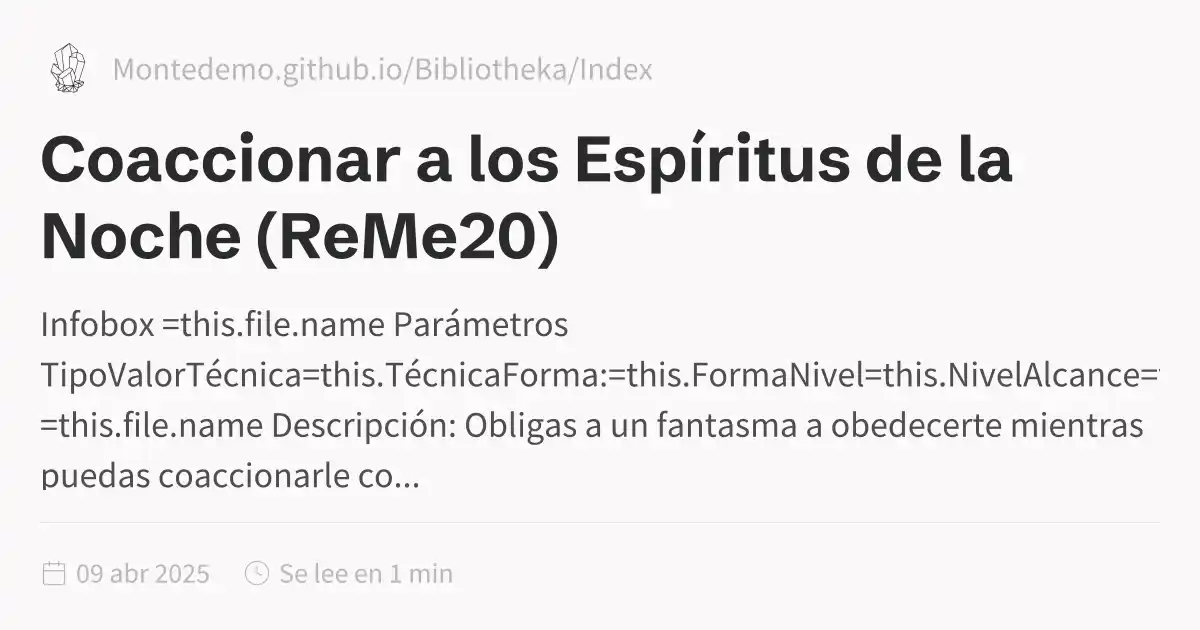 Montedemo.github.io/Bibliotheka/Index
Coaccionar a los Espíritus de la
Noche (ReMe20)
Infobox =this.file.name Parámetros
TipoValorTécnica=this.TécnicaForma:=this.FormaNivel=this.NivelAlcance=
=this.file.name Descripción: Obligas a un fantasma a obedecerte mientras
puedas coaccionarle co...
09 abr 2025
Se lee en 1 min